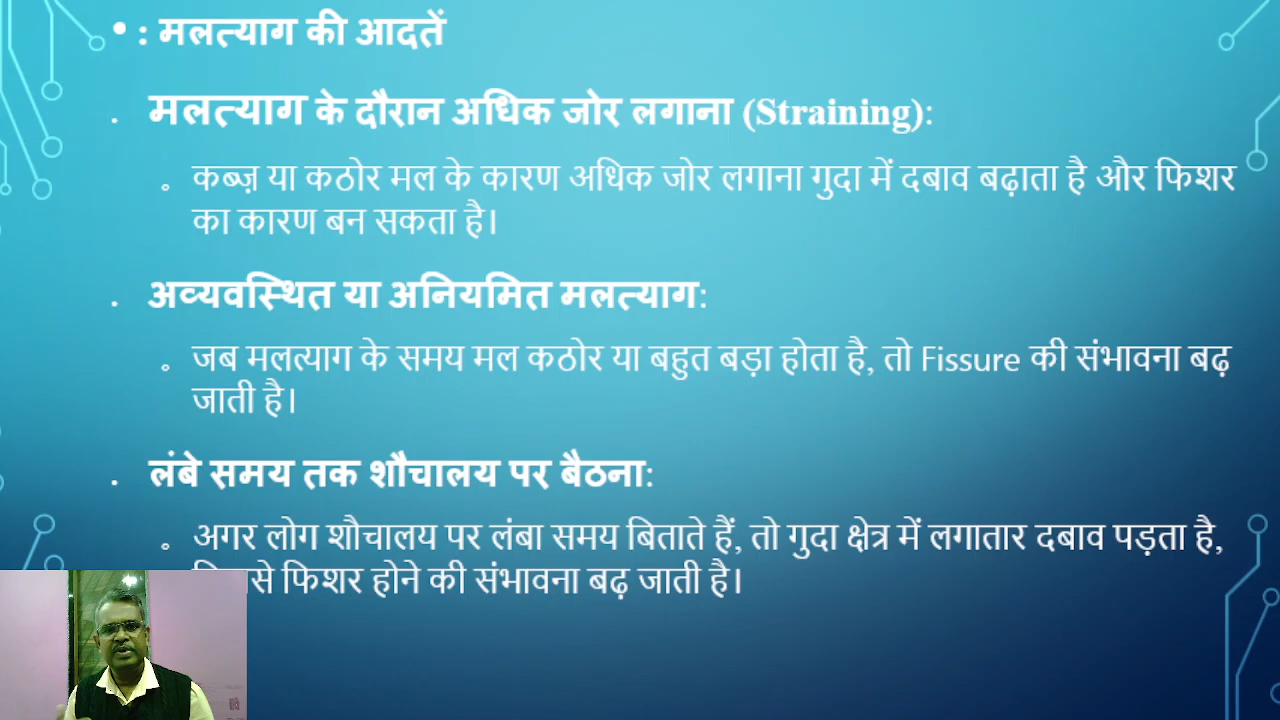 • : मलत्याग की आदतें
. मलत्याग के दौरान अधिक जोर लगाना (Straining):
कब्ज़ या कठोर मल के कारण अधिक जोर लगाना गुदा में दबाव बढ़ाता है और फिशर
का कारण बन सकता है।
. अव्यवस्थित या अनियमित मलत्याग:
जब मलत्याग के समय मल कठोर या बहुत बड़ा होता है, तो Fissure की संभावना बढ़
जाती है।
. लंबे समय तक शौचालय पर बैठना:
अगर लोग शौचालय पर लंबा समय बिताते हैं, तो गुदा क्षेत्र में लगातार दबाव पड़ता है,
से फिशर होने की संभावना बढ़ जाती है।